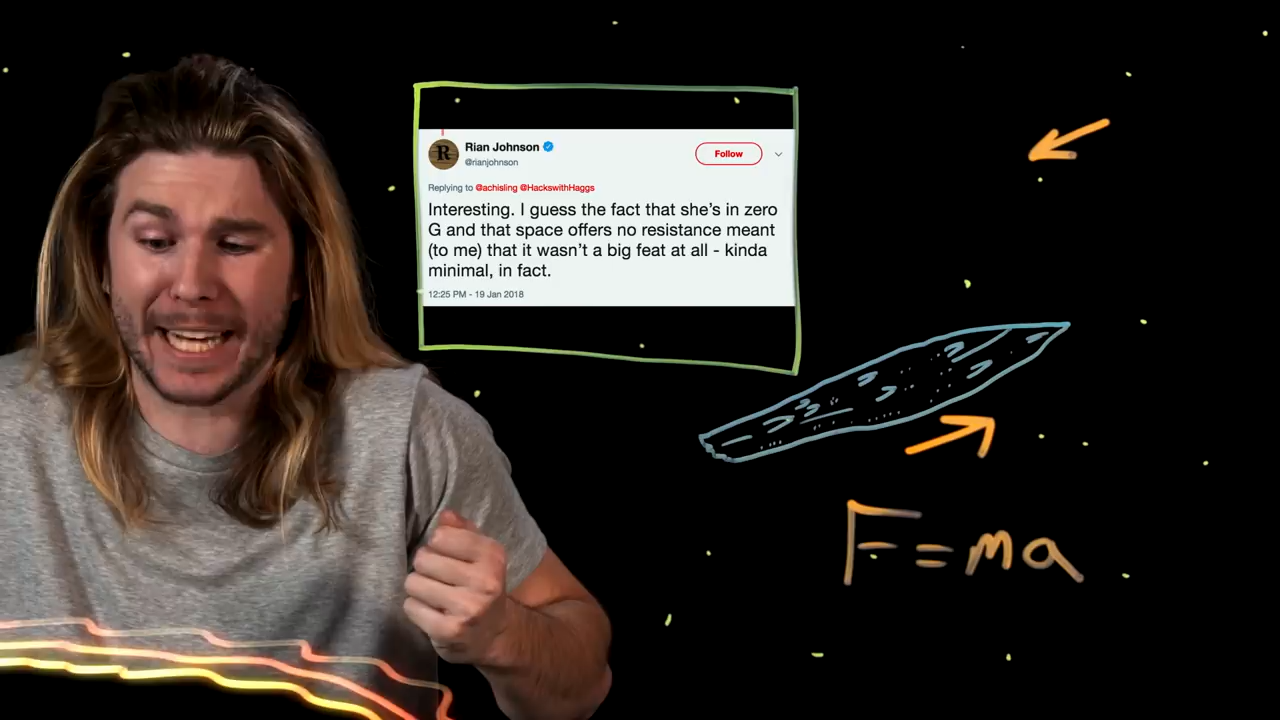 R
Rian Johnson
@rianjohnson
Follow
Replying to @achisling @HackswithHaggs
Interesting. I guess the fact that she's in zero
G and that space offers no resistance meant
(to me) that it wasn't a big feat at all - kinda
minimal, in fact.
12:25 PM - 19 Jan 2018
F=ma